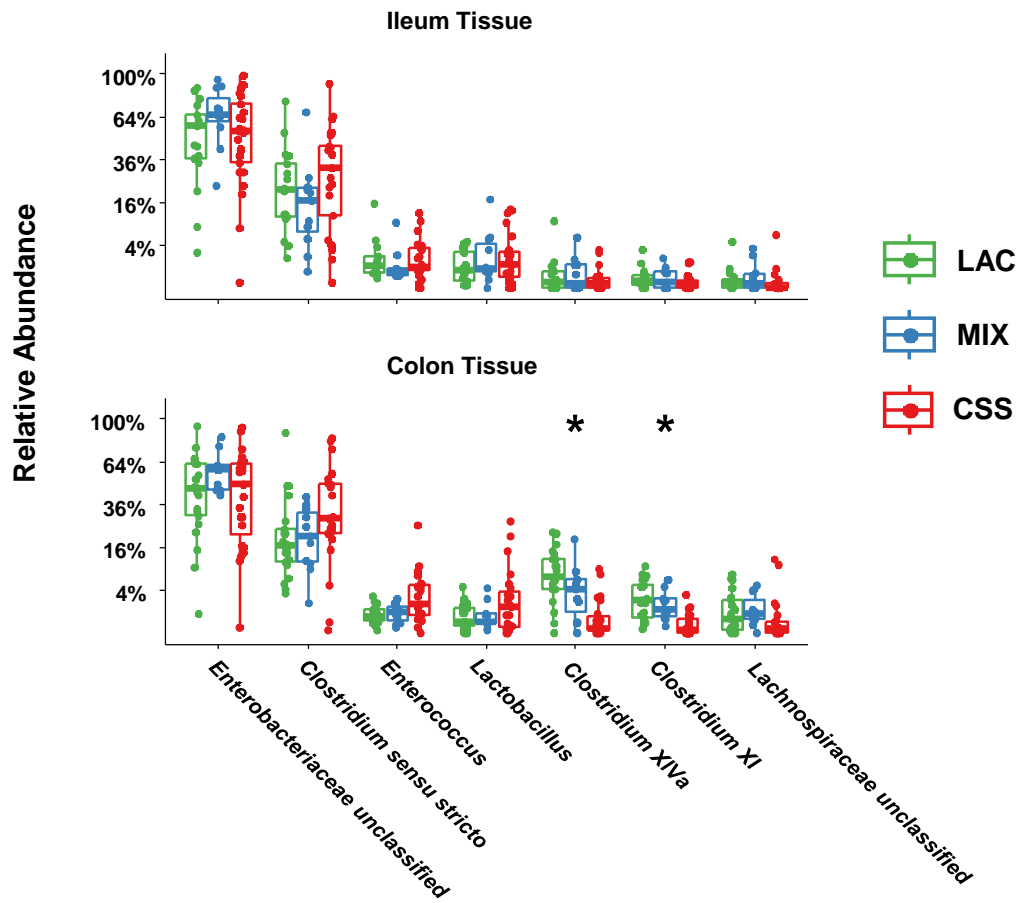 Ileum Tissue
100%
64%
36%
16%
4%
Relative Abundance
LAC
MIX
CSS
Colon Tissue
100%
64%
36%
16%
4%
*
*
Enterobacteriaceae unclassified
Clostridium sensu stricto
Enterococcus
Lactobacillus
Clostridium XIVa
Clostridium XI
Lachnospiraceae unclassified